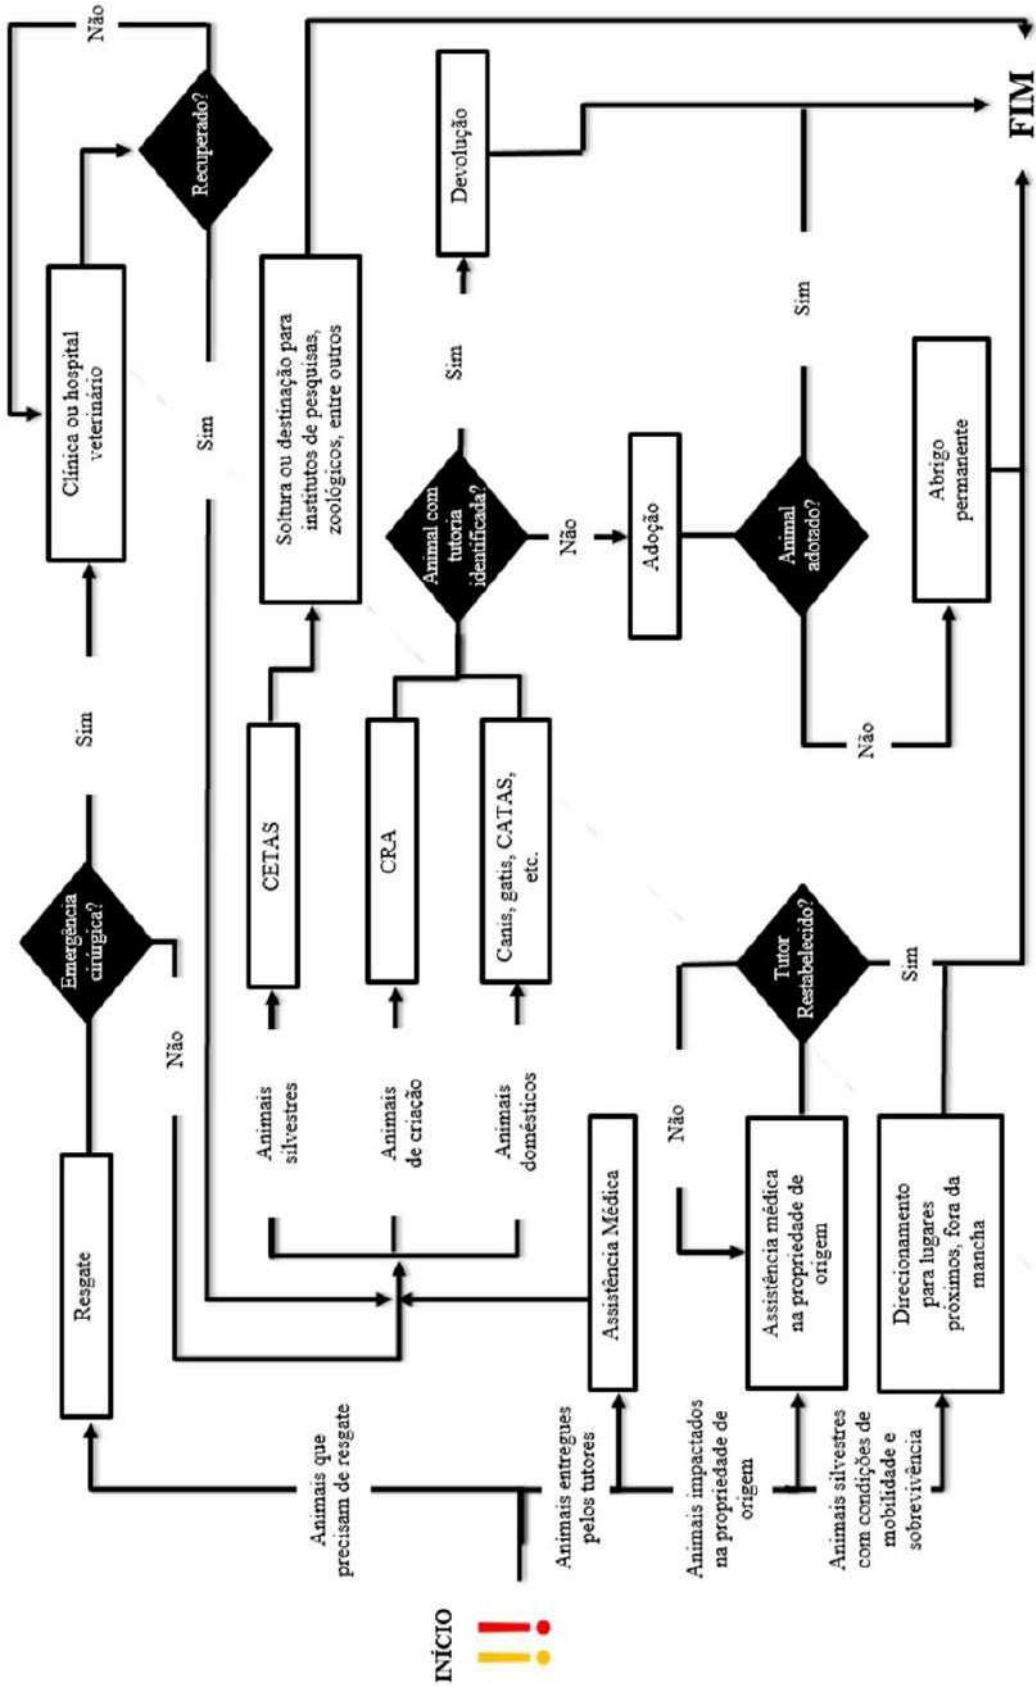 INÍCIO
Animais que
precisam de resgate
Animais entregues
pelos tutores
Animais impactados
na propriedade de
origem
Animais silvestres
com condições de
mobilidade e
sobrevivência
Resgate
Emergência
cirúrgica?
Sim
Não
Clínica ou hospital
veterinário
Recuperado?
Não
Sim
Animais
silvestres
CETAS
Soltura ou destinação para
institutos de pesquisas,
zoológicos, entre outros
Animais
de criação
CRA
Animais
domésticos
Canis, gatis, CATAS,
etc.
Animal com
tutoria
identificada?
Sim
Devolução
Não
Adoção
Animal
adotado?
Sim
Não
Abrigo
permanente
Assistência Médica
Assistência médica
na propriedade de
origem
Não
Tutor
Restabelecido?
Sim
Direcionamento
para lugares
próximos, fora da
mancha
FIM